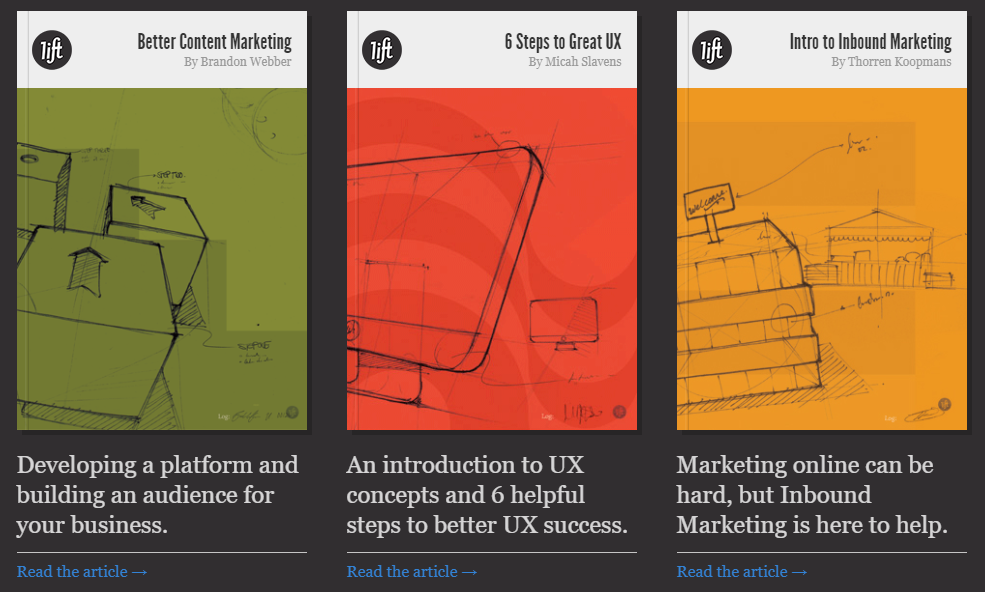 lift
Better Content Marketing
By Brandon Webber
Developing a platform and
building an audience for
your business.
Read the article →
lift
6 Steps to Great UX
By Micah Slavens
An introduction to UX
concepts and 6 helpful
steps to better UX success.
Read the article →
lift
Intro to Inbound Marketing
By Thorren Koopmans
Welcome
Marketing online can be
hard, but Inbound
Marketing is here to help.
Read the article →